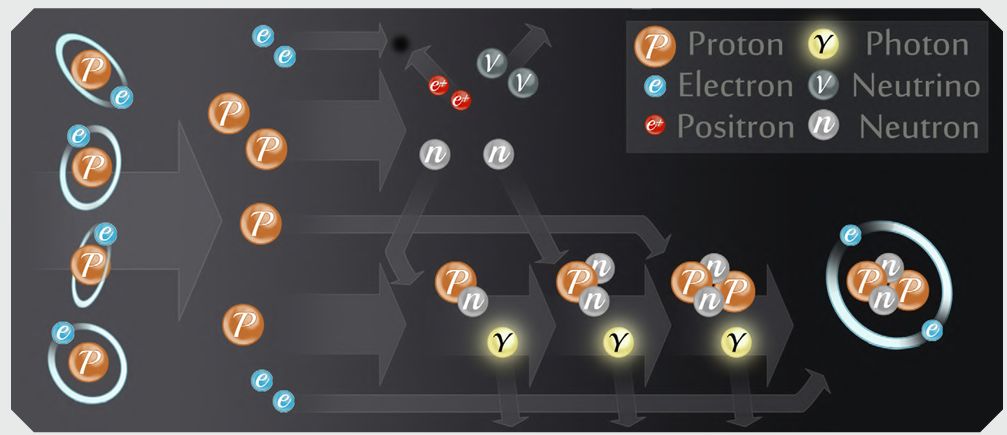 P Proton γ Photon
e Electron ν Neutrino
e+ Positron n Neutron
P e
e P
e P
e P
e e
P P
P
P
e e
e+ e+
ν ν
n n
P n γ
P n n γ
P n n P γ
e P n n P e